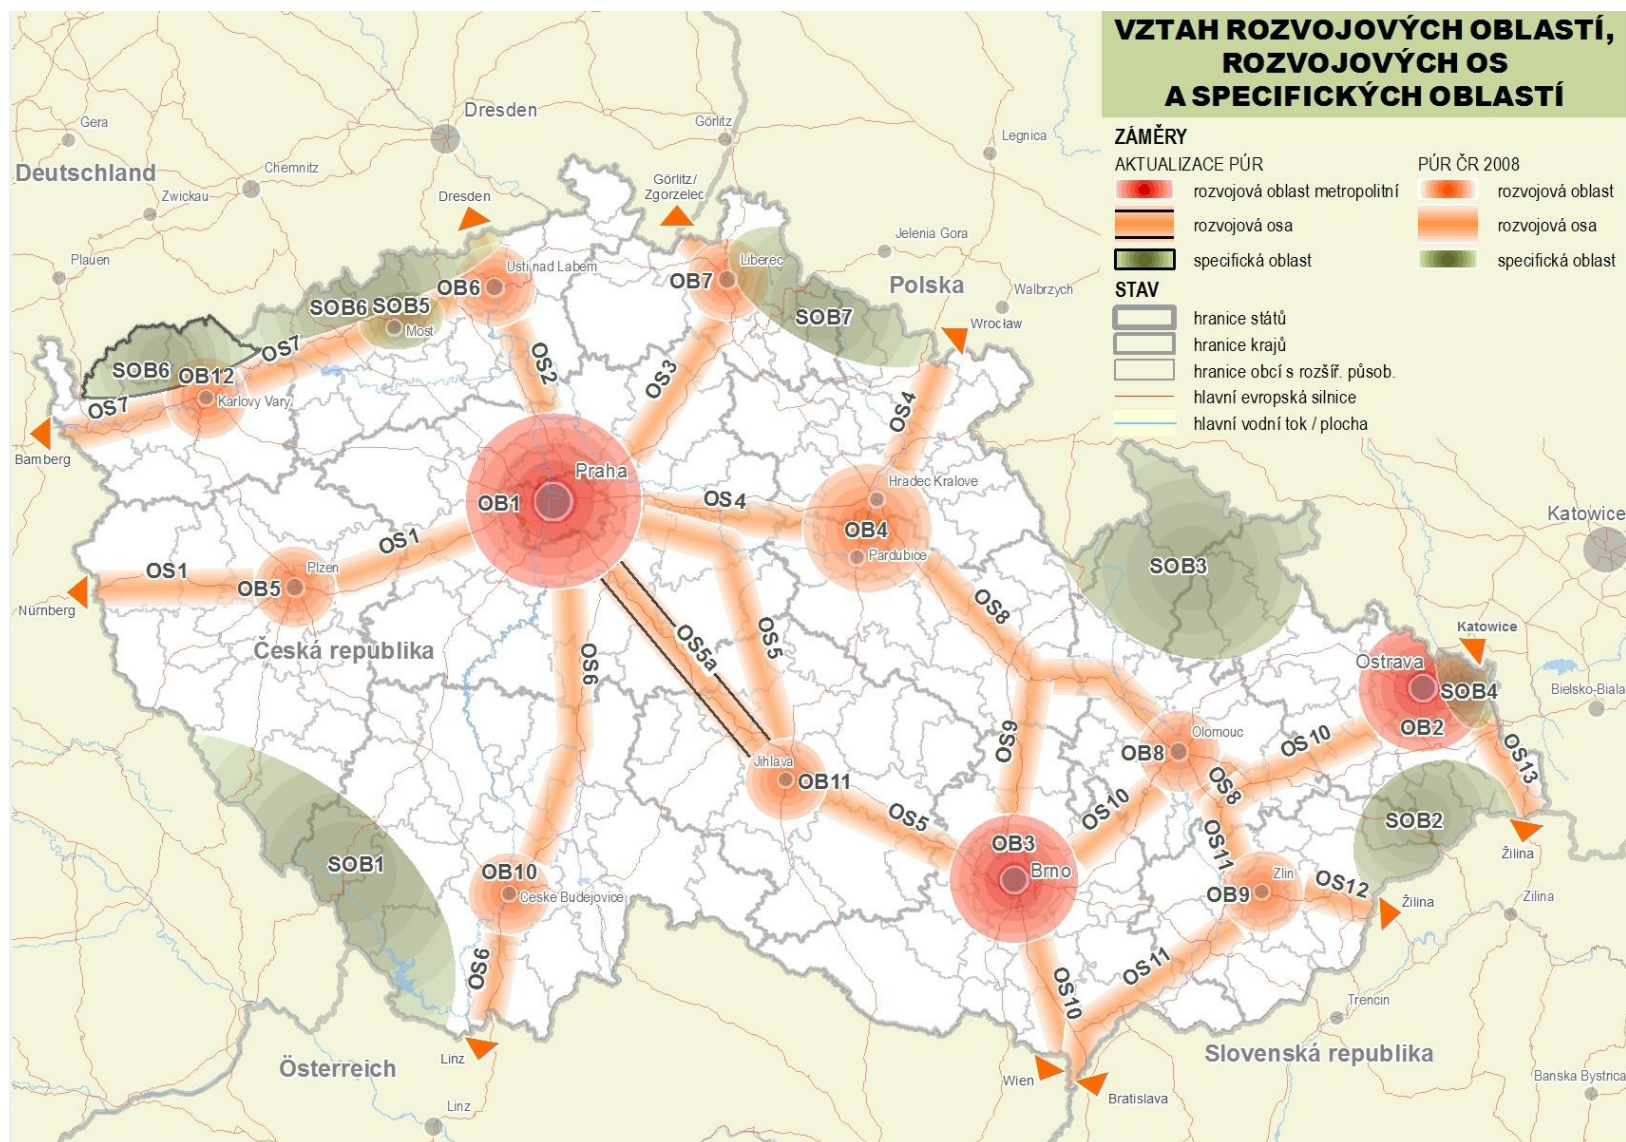 VZTAH ROZVOJOVÝCH OBLASTÍ,
ROZVOJOVÝCH OS
A SPECIFICKÝCH OBLASTÍ
ZÁMĚRY
AKTUALIZACE PÚR
PÚR ČR 2008
rozvojová oblast metropolitní
rozvojová oblast
rozvojová osa
rozvojová osa
specifická oblast
specifická oblast
STAV
hranice států
hranice krajů
hranice obcí s rozšíř. působ.
hlavní evropská silnice
hlavní vodní tok / plocha
Dresden
Gera
Görlitz
Legnica
Deutschland
Chemnitz
Zwickau
Dresden
Görlitz/
Zgorzelec
Jelenia Gora
Plauen
Usti nad Labem
Liberec
Polska
OB6
OB7
Walbrzych
SOB6
SOB5
SOB7
Most
Wrocław
OS7
OS2
OS3
SOB6
OB12
Karlovy Vary
OS7
OS4
Bamberg
Praha
Hradec Kralove
OB1
OS4
OB4
Katowice
OS1
Pardubice
OS1
Plzen
OB5
SOB3
Nürnberg
OS8
Česká republika
OS6
OS5a
OS5
Katowice
Ostrava
SOB4
Bielsko-Biala
OB2
OS9
Olomouc
OB8
OS10
Jihlava
OB11
OS13
OS8
OS10
OS5
SOB2
OB3
OS11
Žilina
SOB1
OB10
Brno
Zlin
OB9
OS12
Ceske Budejovice
Žilina
Zilina
OS6
OS11
OS10
Trencin
Linz
Österreich
Slovenská republika
Wien
Bratislava
Banska Bystrica
Linz